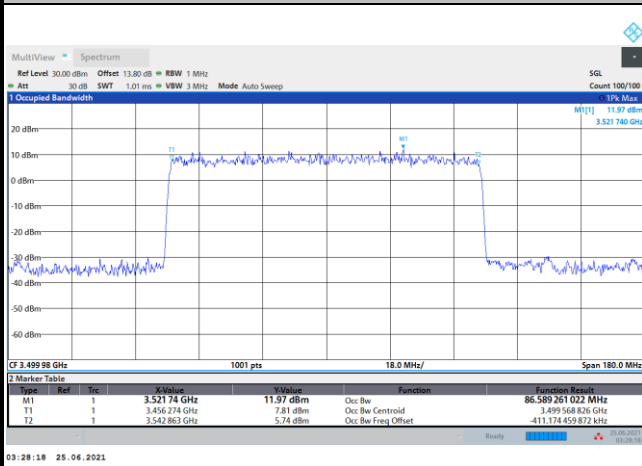 MultiView Spectrum
Ref Level 30.00 dBm Offset 13.80 dB RBW 1 MHz SGL
Att 30 dB SWT 1.01 ms VBW 3 MHz Mode Auto Sweep Count 100/100
1 Occupied Bandwidth 1Pk Max
M1[1] 11.97 dBm
3.521 740 GHz
20 dBm
M1
T1
T2
10 dBm
0 dBm
-10 dBm
-20 dBm
-30 dBm
-40 dBm
-50 dBm
-60 dBm
CF 3.499 98 GHz 1001 pts 18.0 MHz/ Span 180.0 MHz
2 Marker Table
Type Ref Trc X-Value Y-Value Function Function Result
M1 1 3.521 74 GHz 11.97 dBm Occ Bw 86.589 261 022 MHz
T1 1 3.456 274 GHz 7.81 dBm Occ Bw Centroid 3.499 568 826 GHz
T2 1 3.542 863 GHz 5.74 dBm Occ Bw Freq Offset -411.174 459 872 kHz
Ready 25.06.2021
03:28:18
03:28:18 25.06.2021